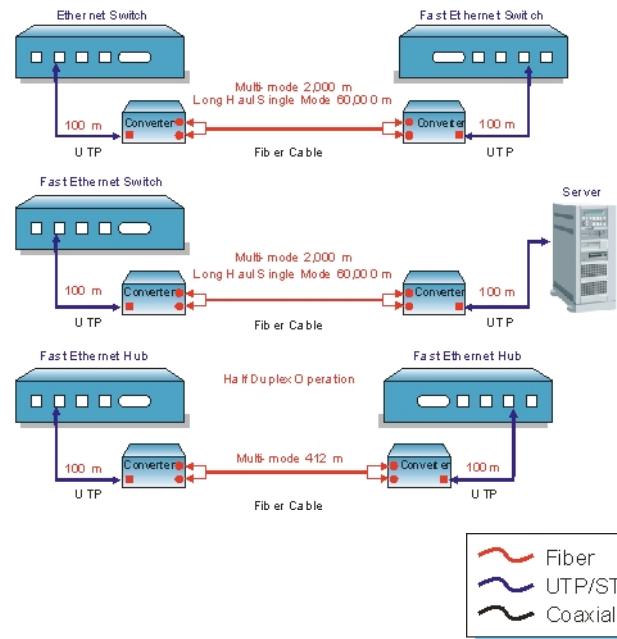 Ethernet Switch
Fast Ethernet Switch
Multi-mode 2,000 m
Long Haul Single Mode 60,000 m
100 m
Converter
Converter
100 m
UTP
Fiber Cable
UTP
Fast Ethernet Switch
Server
Multi-mode 2,000 m
Long Haul Single Mode 60,000 m
100 m
Converter
Converter
100 m
UTP
Fiber Cable
UTP
Fast Ethernet Hub
Half Duplex Operation
Fast Ethernet Hub
Multi-mode 412 m
100 m
Converter
Converter
100 m
UTP
Fiber Cable
UTP
Fiber
UTP/ST
Coaxial